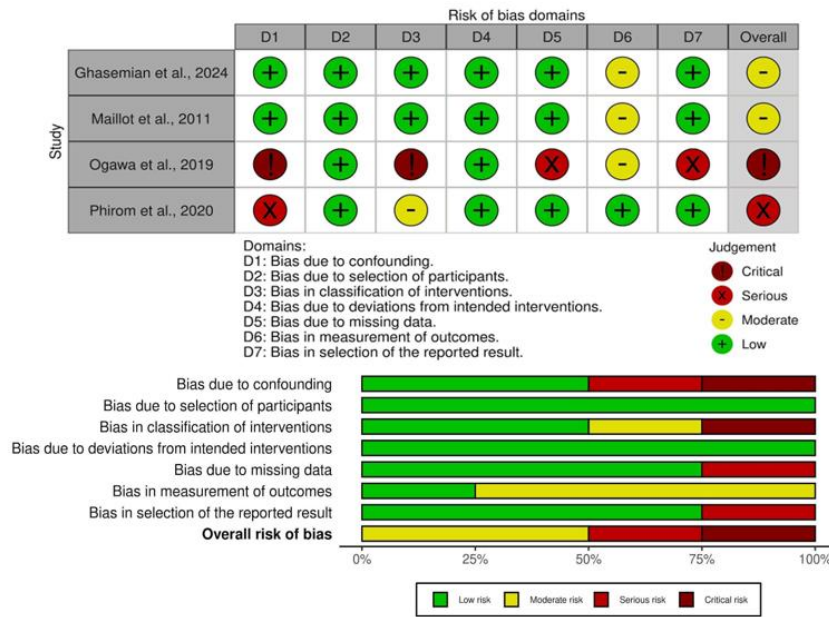 Risk of bias domains
D1 D2 D3 D4 D5 D6 D7 Overall
Study
Ghasemian et al., 2024 + + + + + - + -
Maillot et al., 2011 + + + + + - + -
Ogawa et al., 2019 ! + ! + X - X !
Phirom et al., 2020 X + - + + + + X
Domains:
D1: Bias due to confounding.
D2: Bias due to selection of participants.
D3: Bias in classification of interventions.
D4: Bias due to deviations from intended interventions.
D5: Bias due to missing data.
D6: Bias in measurement of outcomes.
D7: Bias in selection of the reported result.
Judgement
! Critical
X Serious
- Moderate
+ Low
Bias due to confounding
Bias due to selection of participants
Bias in classification of interventions
Bias due to deviations from intended interventions
Bias due to missing data
Bias in measurement of outcomes
Bias in selection of the reported result
Overall risk of bias
0% 25% 50% 75% 100%
Low risk Moderate risk Serious risk Critical risk